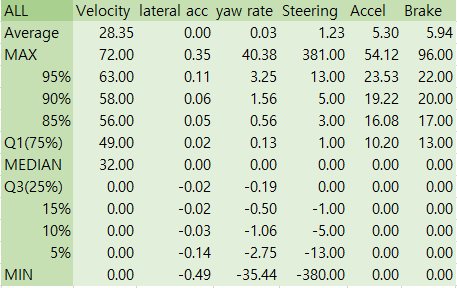 ALL Velocity lateral acc yaw rate Steering Accel Brake
Average 28.35 0.00 0.03 1.23 5.30 5.94
MAX 72.00 0.35 40.38 381.00 54.12 96.00
95% 63.00 0.11 3.25 13.00 23.53 22.00
90% 58.00 0.06 1.56 5.00 19.22 20.00
85% 56.00 0.05 0.56 3.00 16.08 17.00
Q1(75%) 49.00 0.02 0.13 1.00 10.20 13.00
MEDIAN 32.00 0.00 0.00 0.00 0.00 0.00
Q3(25%) 0.00 -0.02 -0.19 0.00 0.00 0.00
15% 0.00 -0.02 -0.50 -1.00 0.00 0.00
10% 0.00 -0.03 -1.06 -5.00 0.00 0.00
5% 0.00 -0.14 -2.75 -13.00 0.00 0.00
MIN 0.00 -0.49 -35.44 -380.00 0.00 0.00